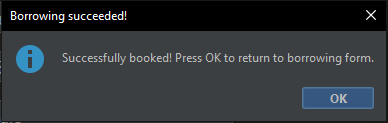 Borrowing succeeded!
Successfully booked! Press OK to return to borrowing form.
OK